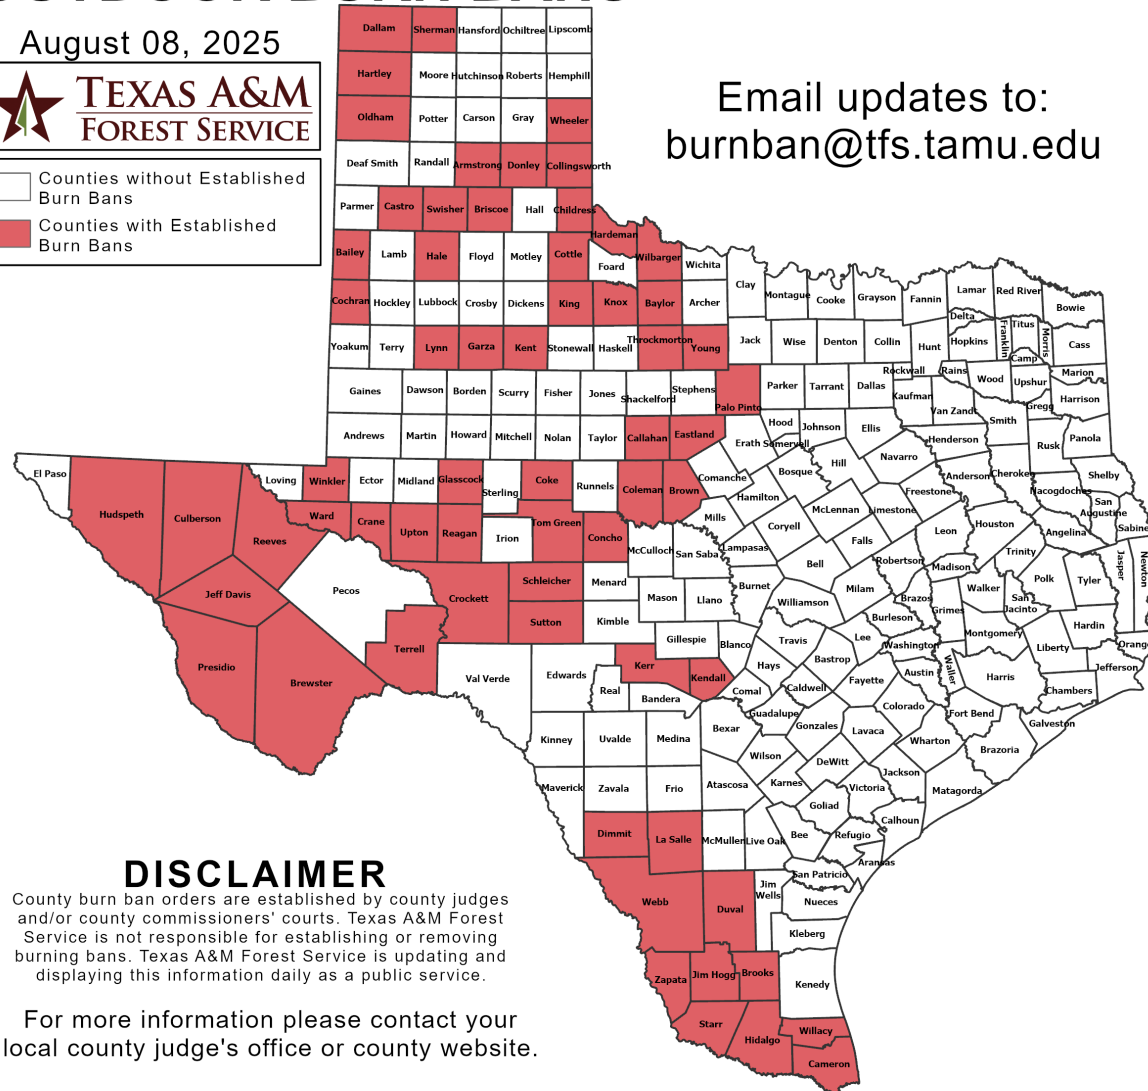 August 08, 2025
TEXAS A&M
FOREST SERVICE
Counties without Established
Burn Bans
Counties with Established
Burn Bans
Email updates to:
burnban@tfs.tamu.edu
Dallam Sherman Hansford Ochiltree Lipscomb
Hartley Moore Hutchinson Roberts Hemphill
Oldham Potter Carson Gray Wheeler
Deaf Smith Randall Armstrong Donley Collingsworth
Parmer Castro Swisher Briscoe Hall Childress
Hardeman
Bailey Lamb Hale Floyd Motley Cottle Foard Wilbarger Wichita
Clay Montague Cooke Grayson Fannin Lamar Red River Bowie
Cochran Hockley Lubbock Crosby Dickens King Knox Baylor Archer
Delta Titus Franklin Morris
Yoakum Terry Lynn Garza Kent Stonewall Haskell Throckmorton Young Jack Wise Denton Collin Hunt Hopkins Camp Cass
Rockwall Rains Wood Upshur Marion
Gaines Dawson Borden Scurry Fisher Jones Shackelford Stephens Palo Pinto Parker Tarrant Dallas Kaufman Van Zandt Smith Gregg Harrison
Andrews Martin Howard Mitchell Nolan Taylor Callahan Eastland Erath Hood Somervell Johnson Ellis Henderson Rusk Panola
El Paso Hudspeth Culberson Reeves Loving Winkler Ector Midland Glasscock Sterling Coke Runnels Coleman Brown Comanche Hamilton Bosque Hill Navarro Freestone Anderson Cherokee Nacogdoches Shelby
San
Augustine Sabine
Ward Crane Upton Reagan Irion Tom Green Concho McCulloch San Saba Mills Lampasas Coryell McLennan Limestone Falls Leon Houston Angelina
Jeff Davis Pecos Crockett Schleicher Menard Mason Llano Burnet Bell Milam Robertson Madison Trinity Walker Polk Tyler Jasper Newton
San
Jacinto
Presidio Brewster Terrell Sutton Kimble Gillespie Blanco Williamson Travis Lee Burleson Brazos Grimes Washington Montgomery Liberty Hardin Orange
Val Verde Edwards Real Kerr Kendall Bandera Comal Hays Caldwell Bastrop Fayette Austin Waller Harris Chambers Jefferson
Kinney Uvalde Medina Bexar Guadalupe Gonzales Lavaca Colorado Wharton Fort Bend Brazoria Galveston
Maverick Zavala Frio Atascosa Wilson Karnes DeWitt Victoria Jackson Matagorda
Dimmit La Salle McMullen Live Oak Bee Goliad Refugio Calhoun Aransas
Webb Duval Jim
Wells San Patricio Nueces Kleberg
Zapata Jim Hogg Brooks Kenedy
Starr Hidalgo Willacy
Cameron
DISCLAIMER
County burn ban orders are established by county judges
and/or county commissioners' courts. Texas A&M Forest
Service is not responsible for establishing or removing
burning bans. Texas A&M Forest Service is updating and
displaying this information daily as a public service.
For more information please contact your
local county judge's office or county website.